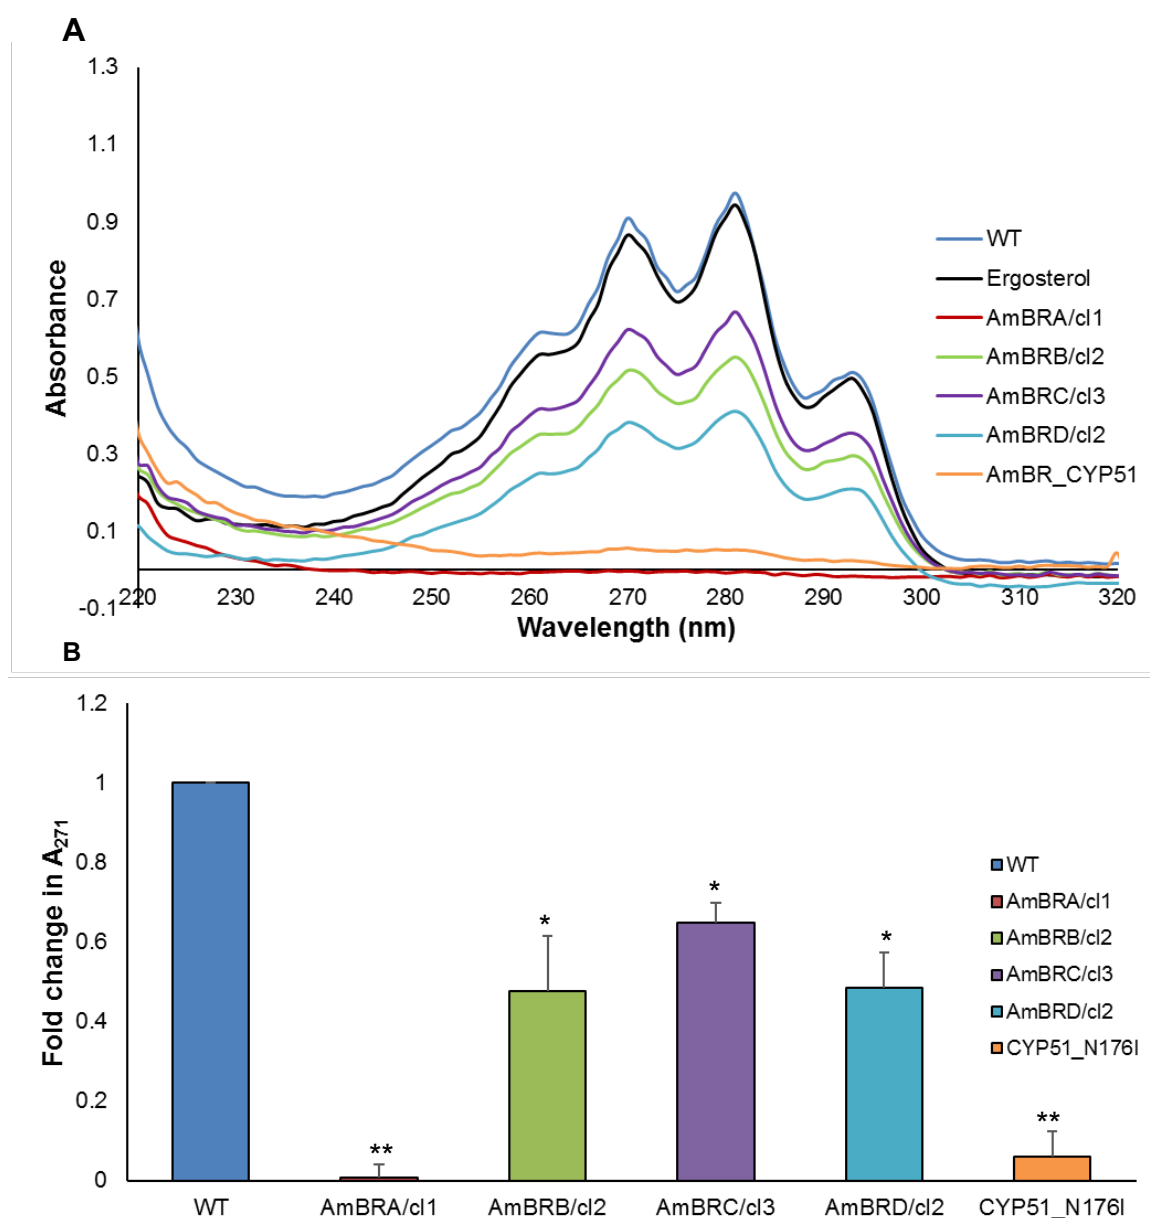 A
1.3
1.1
0.9
0.7
0.5
0.3
0.1
-0.1
Absorbance
WT
Ergosterol
AmBRA/cl1
AmBRB/cl2
AmBRC/cl3
AmBRD/cl2
AmBR_CYP51
220 230 240 250 260 270 280 290 300 310 320
Wavelength (nm)
B
1.2
1
0.8
0.6
0.4
0.2
0
Fold change in A271
**
*
*
*
**
WT
AmBRA/cl1
AmBRB/cl2
AmBRC/cl3
AmBRD/cl2
CYP51_N176I
WT AmBRA/cl1 AmBRB/cl2 AmBRC/cl3 AmBRD/cl2 CYP51_N176I